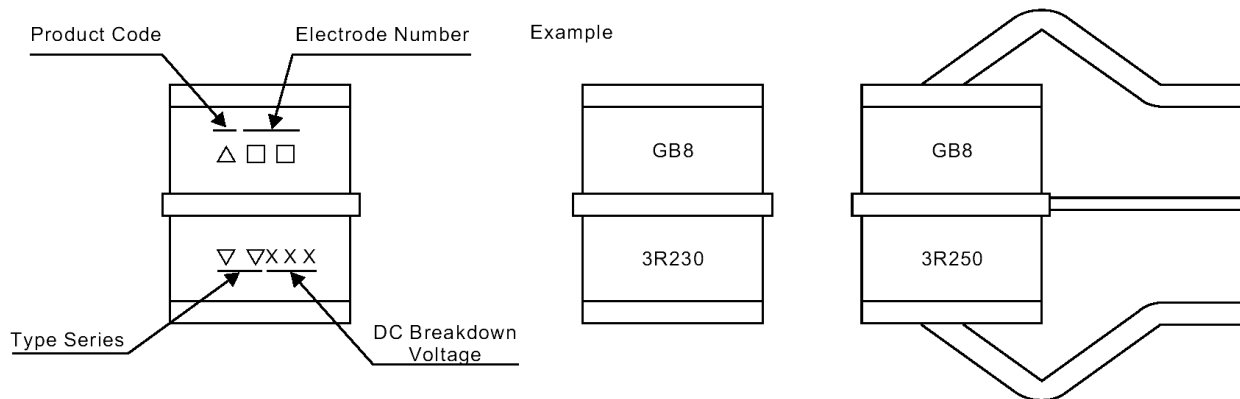 Product Code
Electrode Number
Example
△ □ □
GB8
GB8
▽ ▽XXX
3R230
3R250
Type Series
DC Breakdown
Voltage